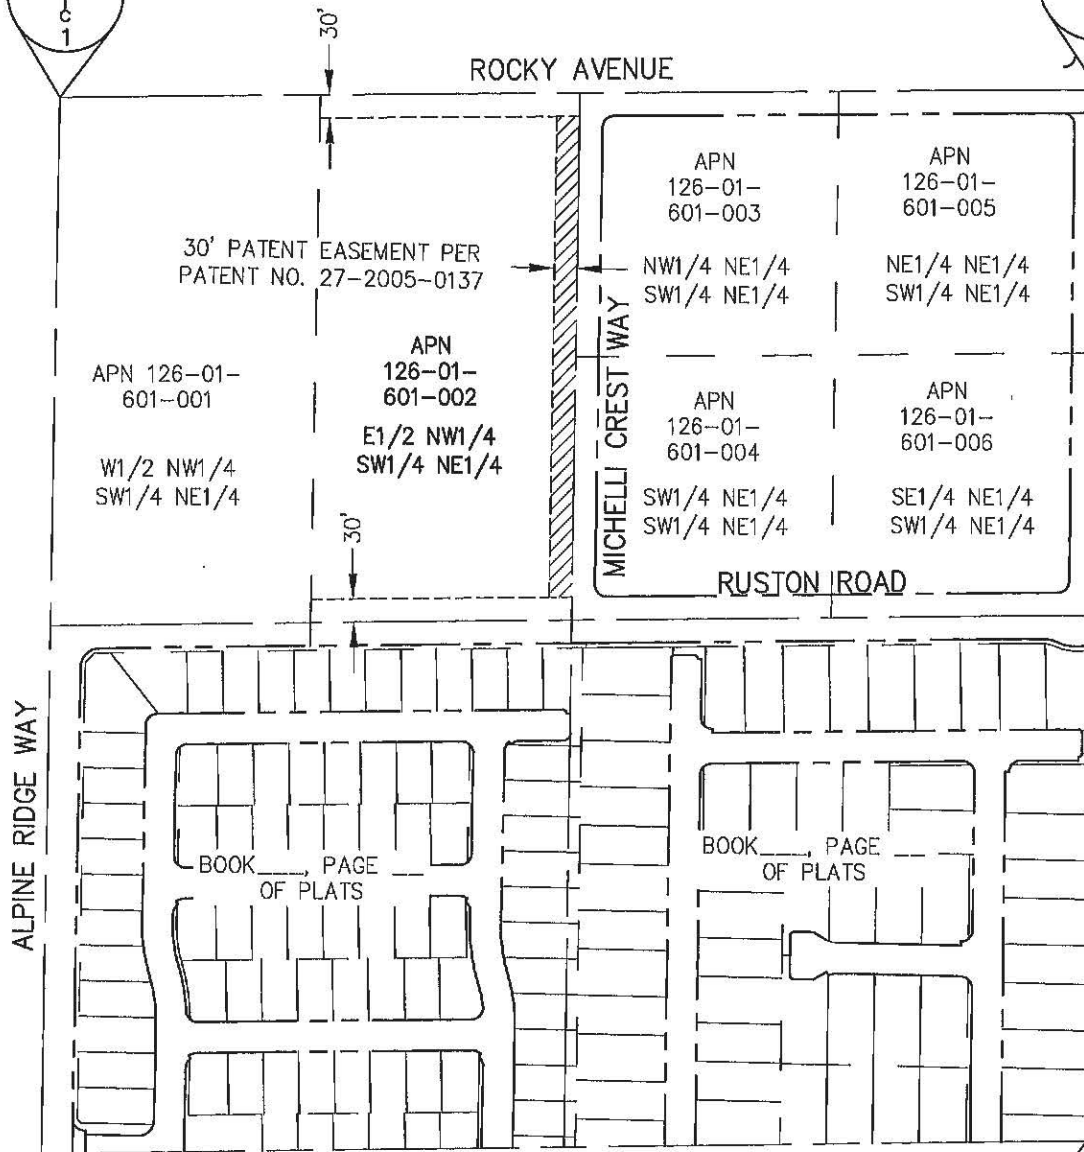 C
1
30'
ROCKY AVENUE
APN
126-01-
601-003
NW1/4 NE1/4
SW1/4 NE1/4
APN
126-01-
601-005
NE1/4 NE1/4
SW1/4 NE1/4
30' PATENT EASEMENT PER
PATENT NO. 27-2005-0137
APN 126-01-
601-001
W1/2 NW1/4
SW1/4 NE1/4
APN
126-01-
601-002
E1/2 NW1/4
SW1/4 NE1/4
MICHELLI CREST WAY
APN
126-01-
601-004
SW1/4 NE1/4
SW1/4 NE1/4
APN
126-01-
601-006
SE1/4 NE1/4
SW1/4 NE1/4
30'
RUSTON ROAD
ALPINE RIDGE WAY
BOOK___, PAGE ___
OF PLATS
BOOK___, PAGE ___
OF PLATS